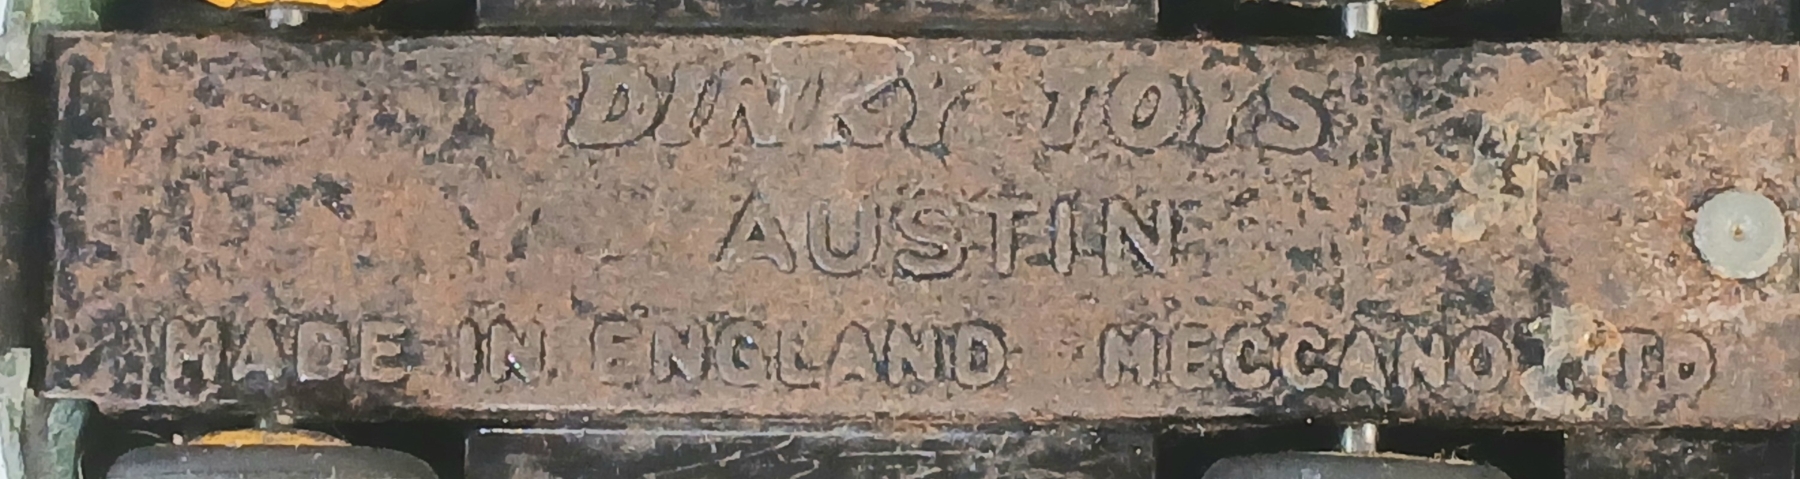 DINKY TOYS
AUSTIN
MADE IN ENGLAND MECCANO LTD